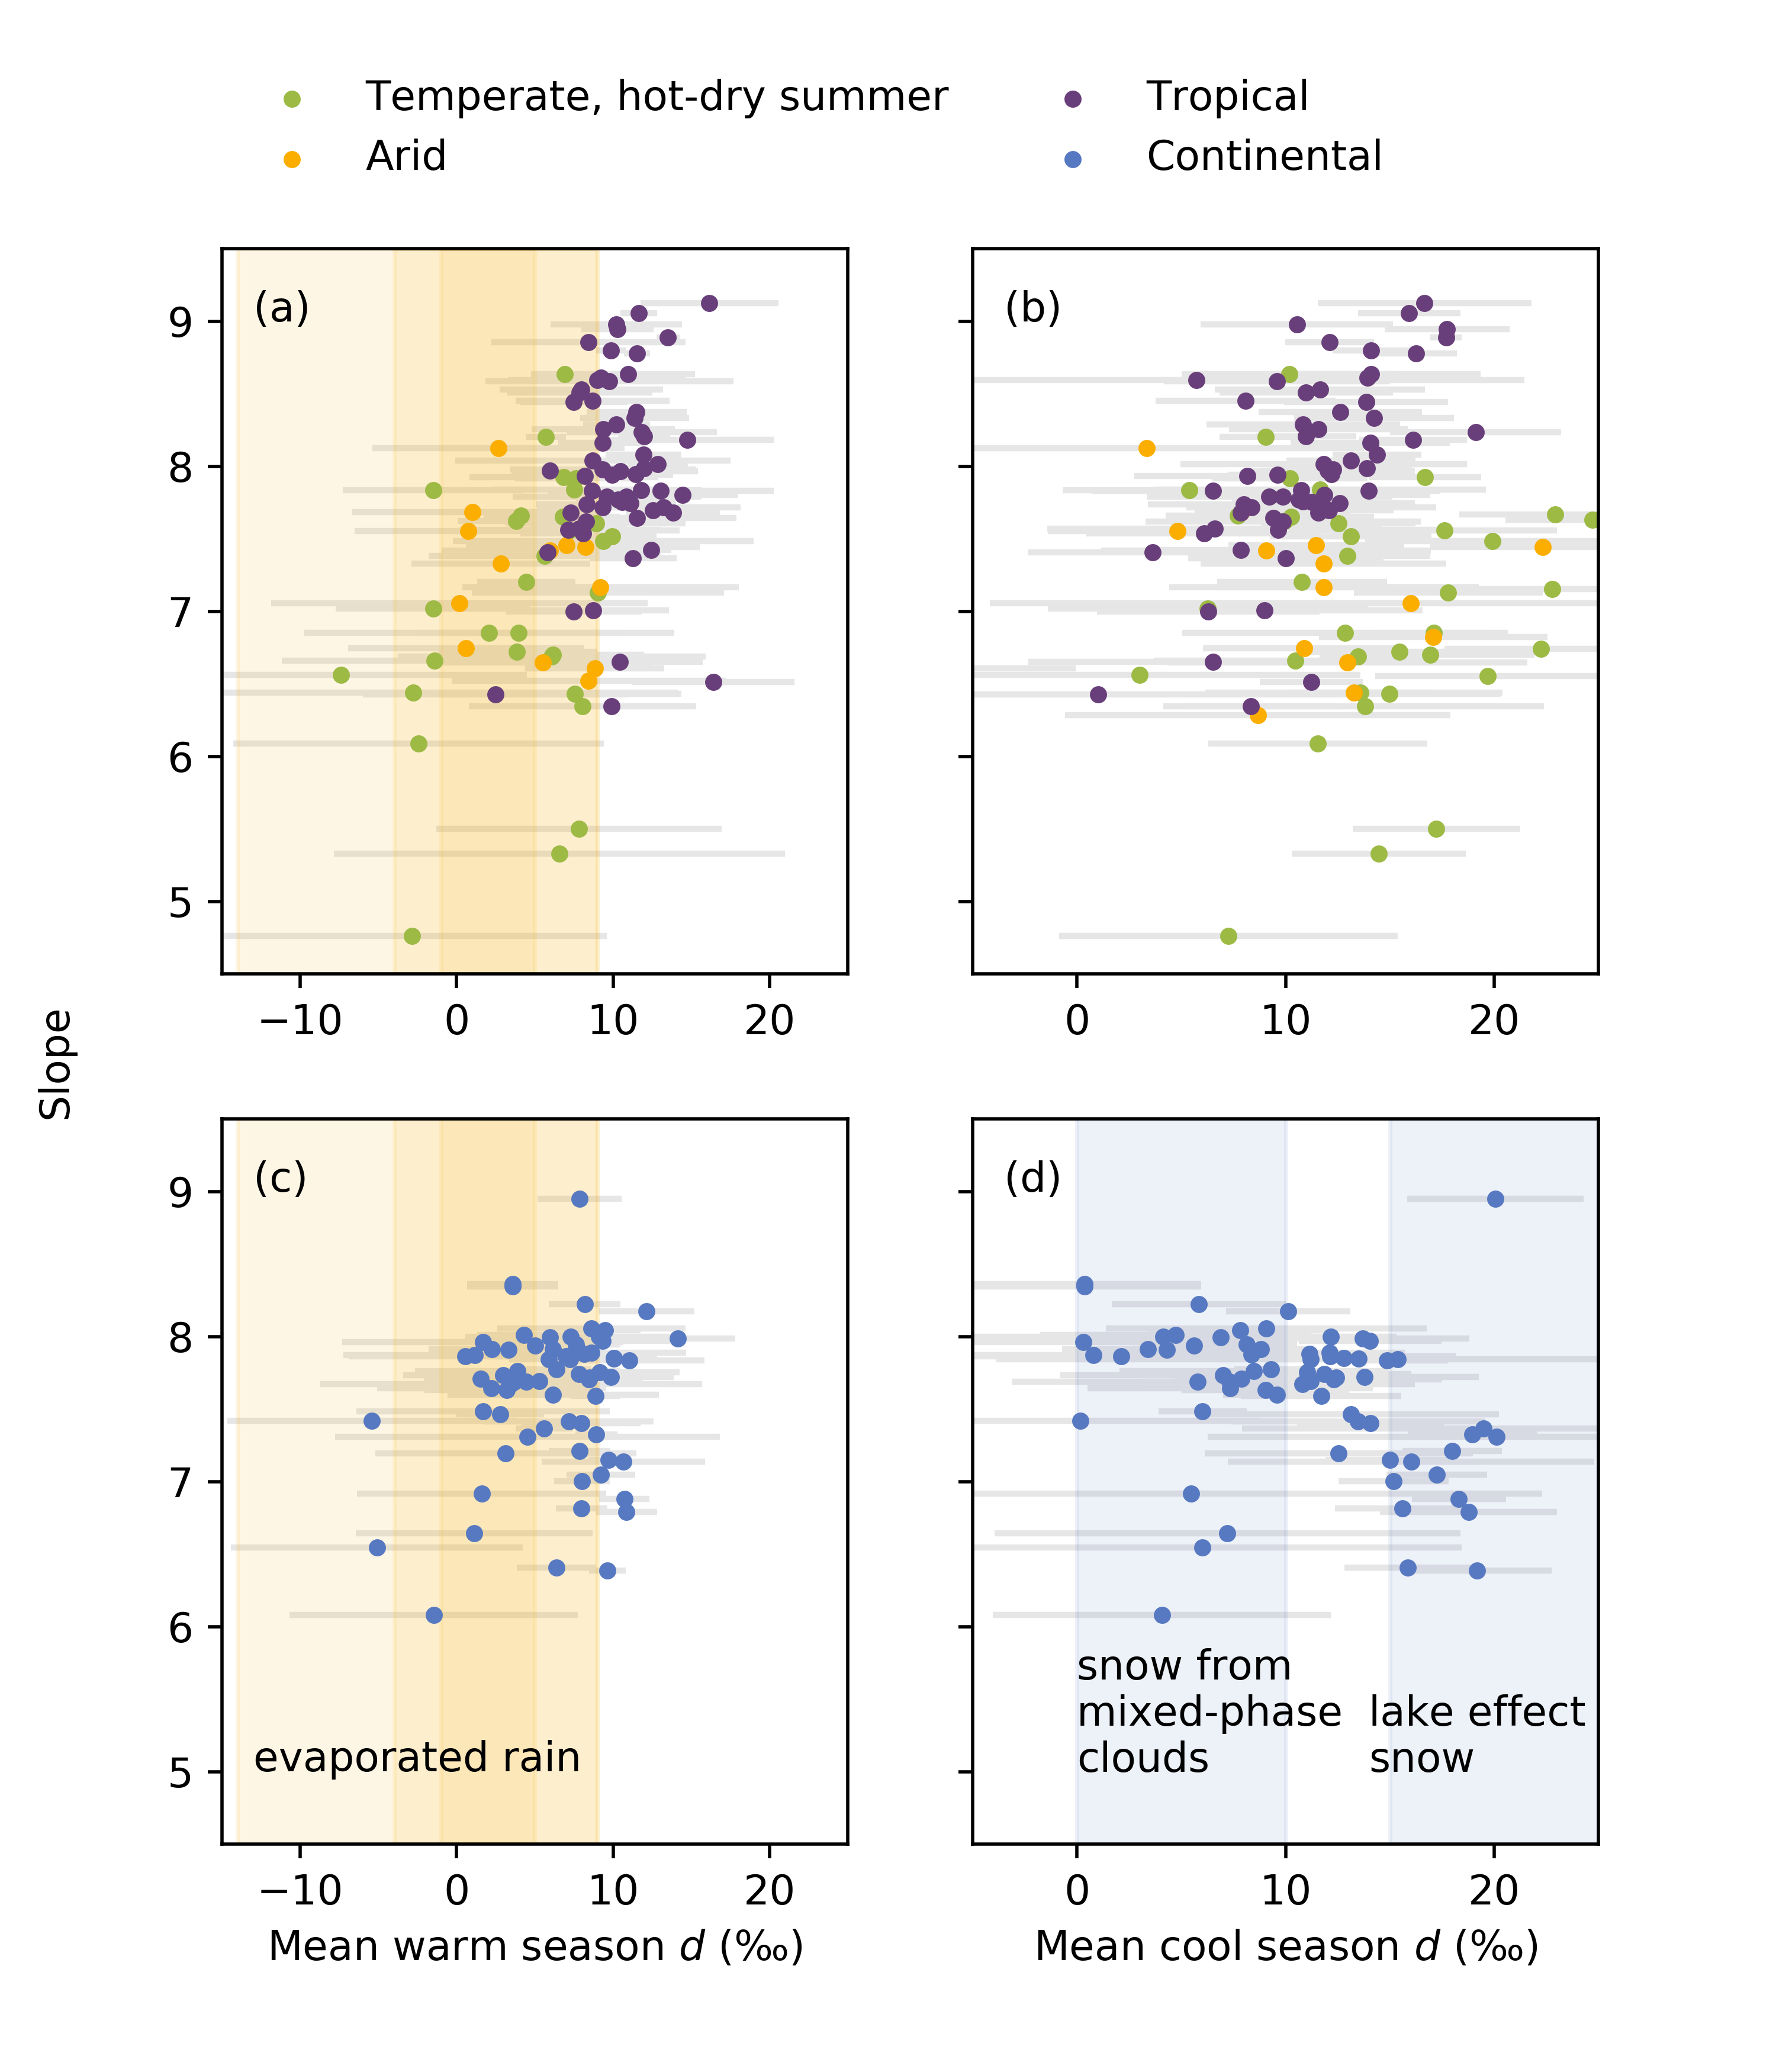 Temperate, hot-dry summer
Tropical
Arid
Continental
(a)
(b)
9
8
7
6
5
−10 0 10 20
0 10 20
Slope
(c)
(d)
9
8
7
6
5
evaporated rain
snow from
mixed-phase
clouds
lake effect
snow
−10 0 10 20
0 10 20
Mean warm season d (‰)
Mean cool season d (‰)